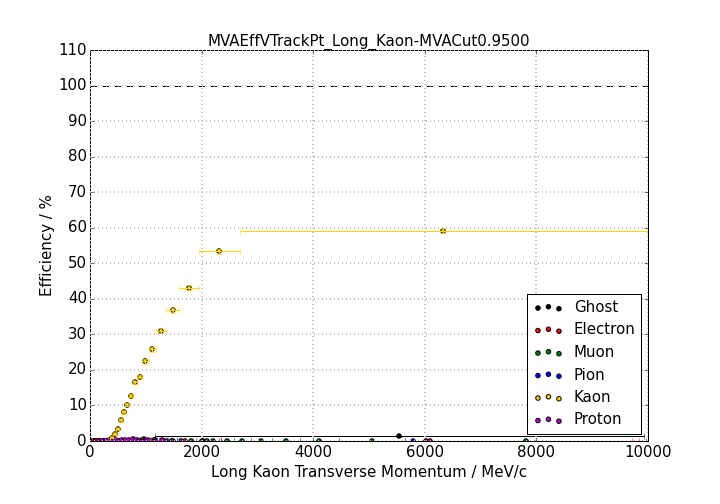 MVAEffVTrackPt_Long_Kaon-MVACut0.9500
110
100
90
80
70
60
50
40
30
20
10
0
Efficiency / %
Ghost
Electron
Muon
Pion
Kaon
Proton
0 2000 4000 6000 8000 10000
Long Kaon Transverse Momentum / MeV/c